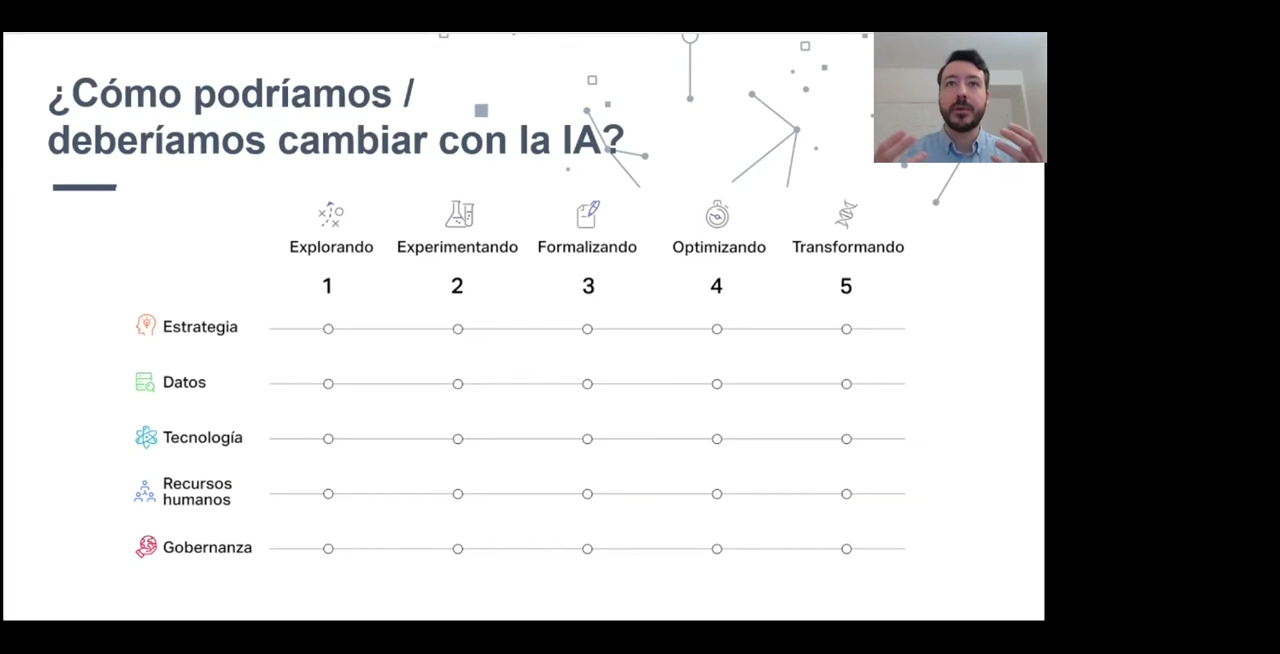 ¿Cómo podríamos /
deberíamos cambiar con la IA?
Explorando
Experimentando
Formalizando
Optimizando
Transformando
1
2
3
4
5
Estrategia
Datos
Tecnología
Recursos
humanos
Gobernanza